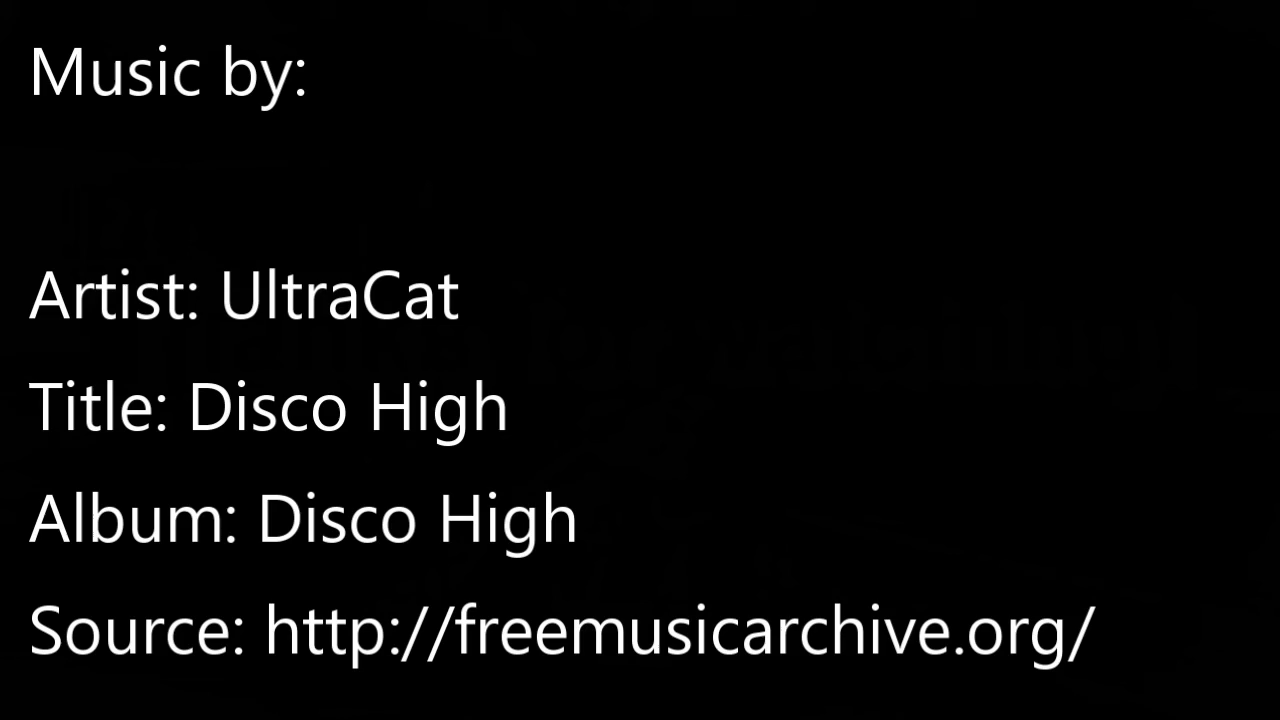 Music by:
Artist: UltraCat
Title: Disco High
Album: Disco High
Source: http://freemusicarchive.org/